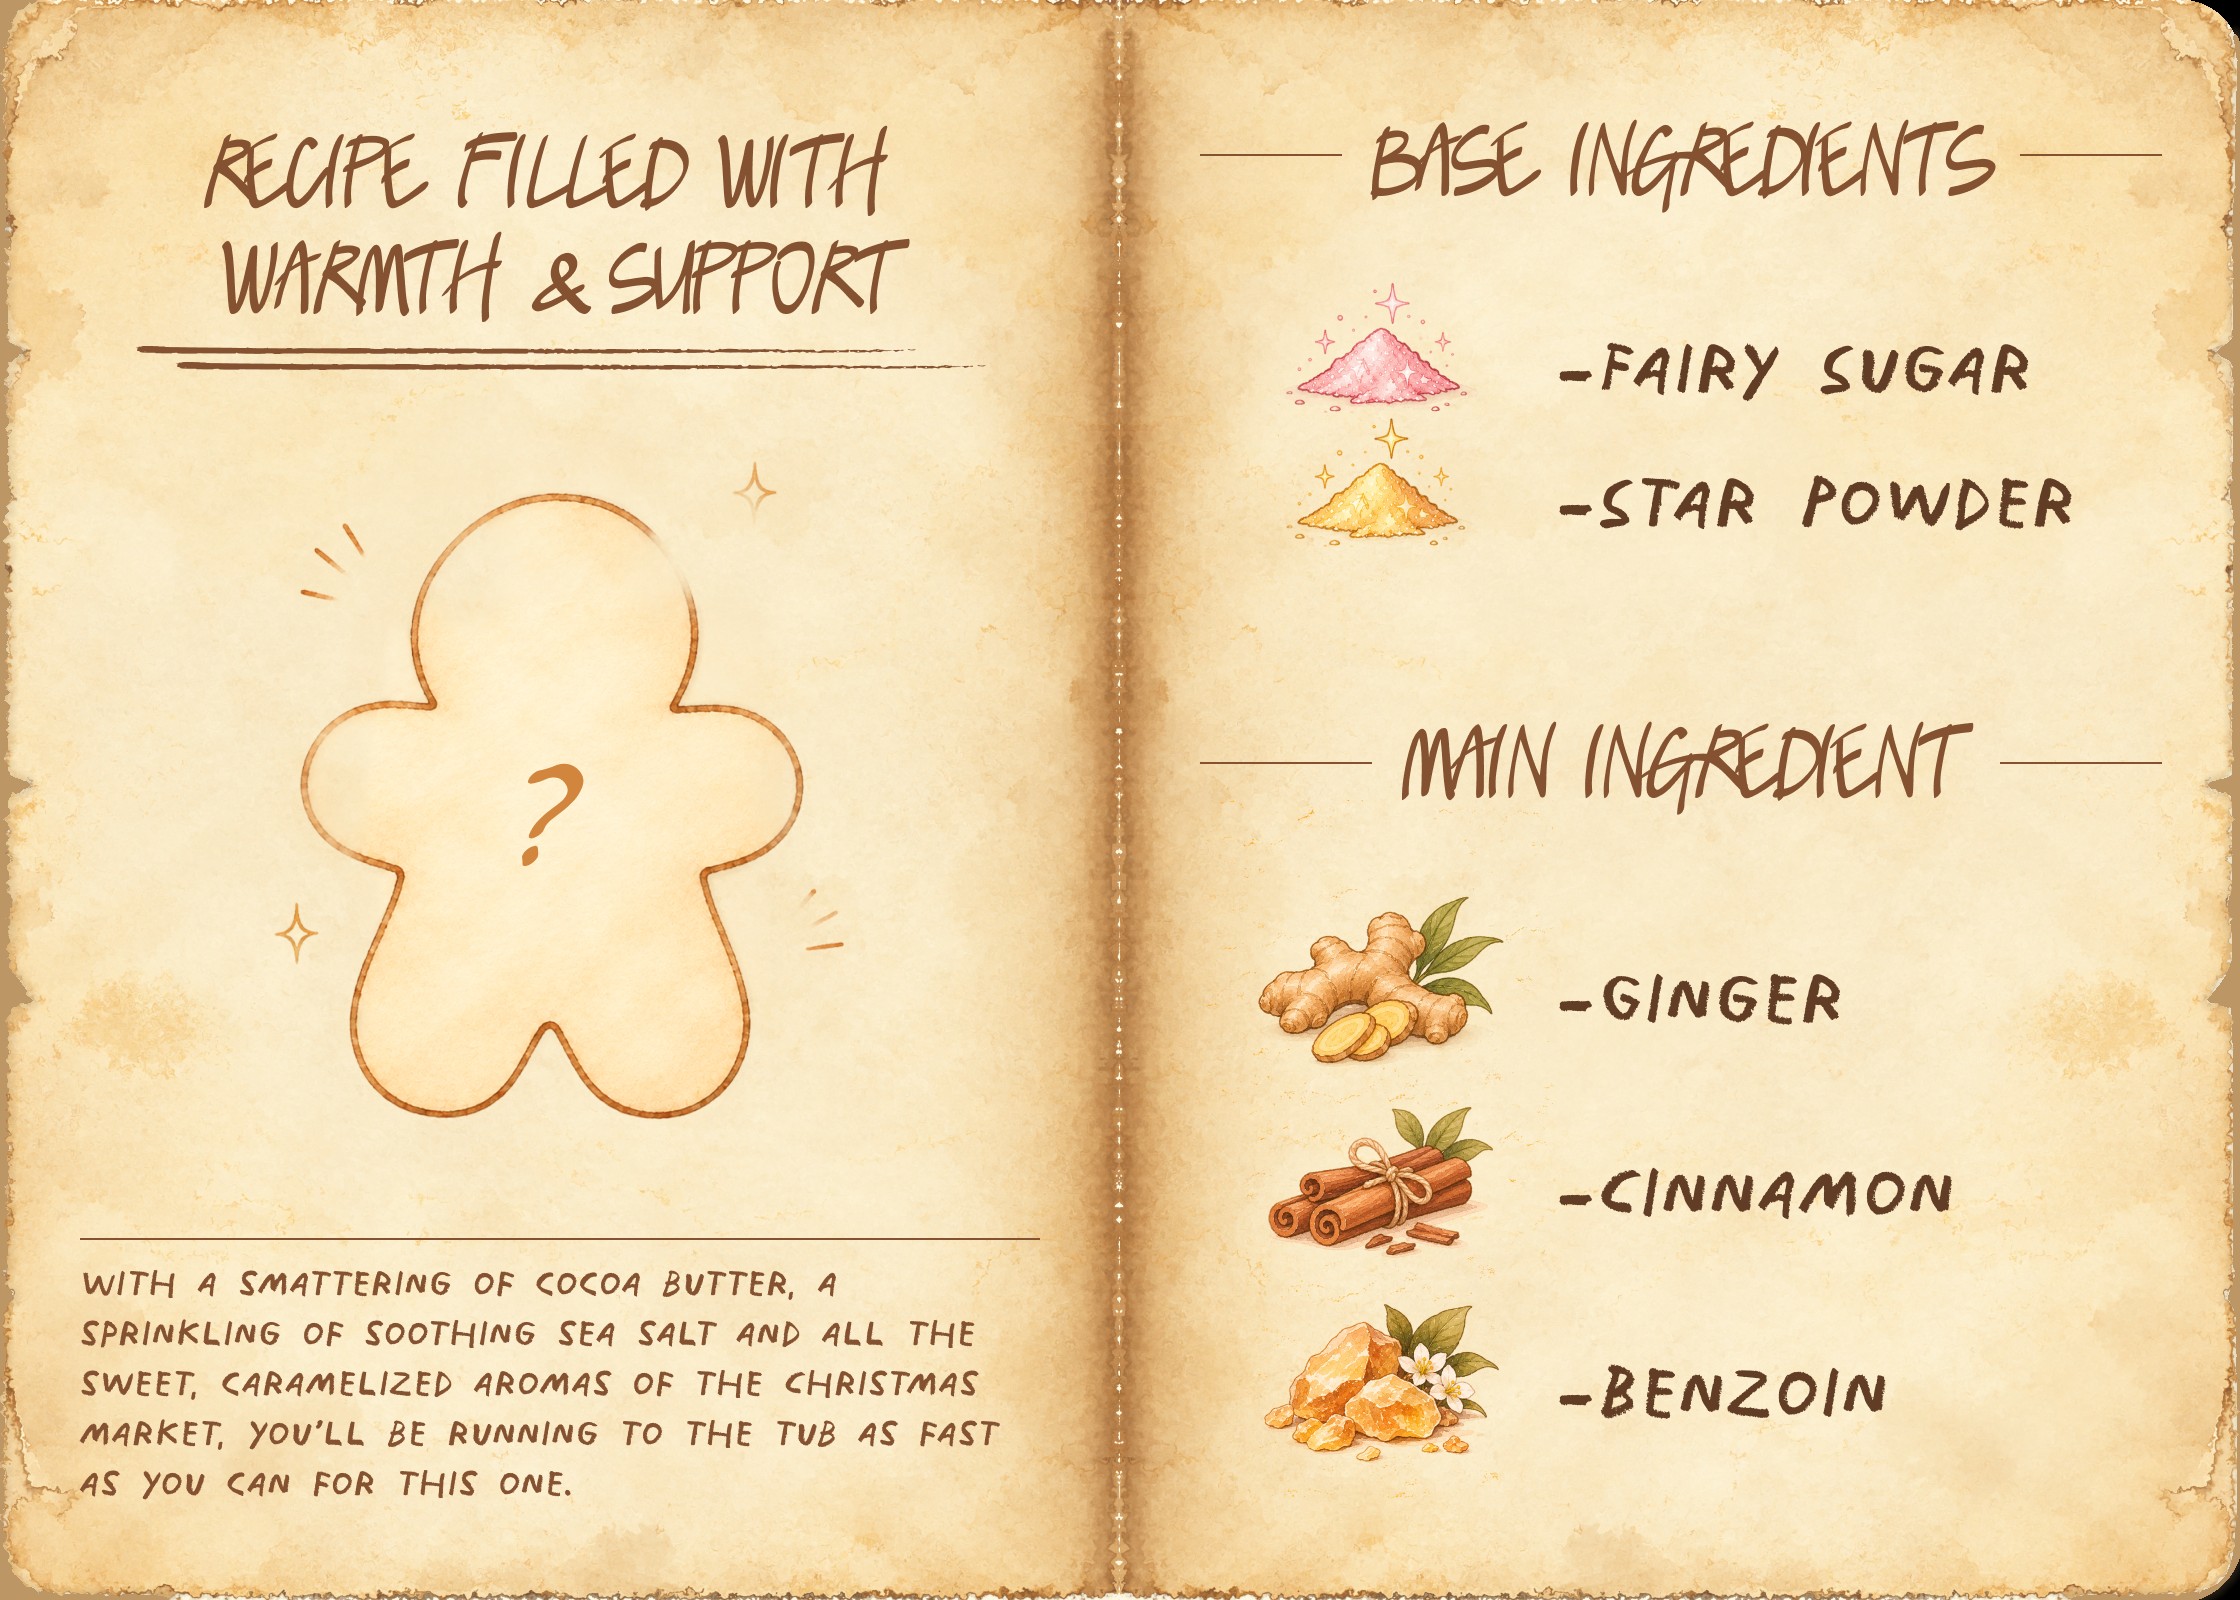 RECIPE FILLED WITH
WARMTH & SUPPORT
?
WITH A SMATTERING OF COCOA BUTTER, A
SPRINKLING OF SOOTHING SEA SALT AND ALL THE
SWEET, CARAMELIZED AROMAS OF THE CHRISTMAS
MARKET, YOU'LL BE RUNNING TO THE TUB AS FAST
AS YOU CAN FOR THIS ONE.
BASE INGREDIENTS
-FAIRY SUGAR
-STAR POWDER
MAIN INGREDIENT
-GINGER
-CINNAMON
-BENZOIN